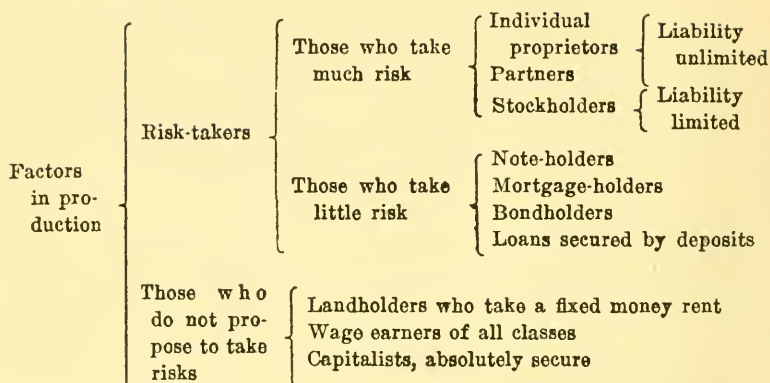 Factors
in pro-
duction
Risk-takers
Those who take
much risk
Individual
proprietors
Partners
Liability
unlimited
Stockholders
Liability
limited
Those who take
little risk
Note-holders
Mortgage-holders
Bondholders
Loans secured by deposits
Those who
do not pro-
pose to take
risks
Landholders who take a fixed money rent
Wage earners of all classes
Capitalists, absolutely secure